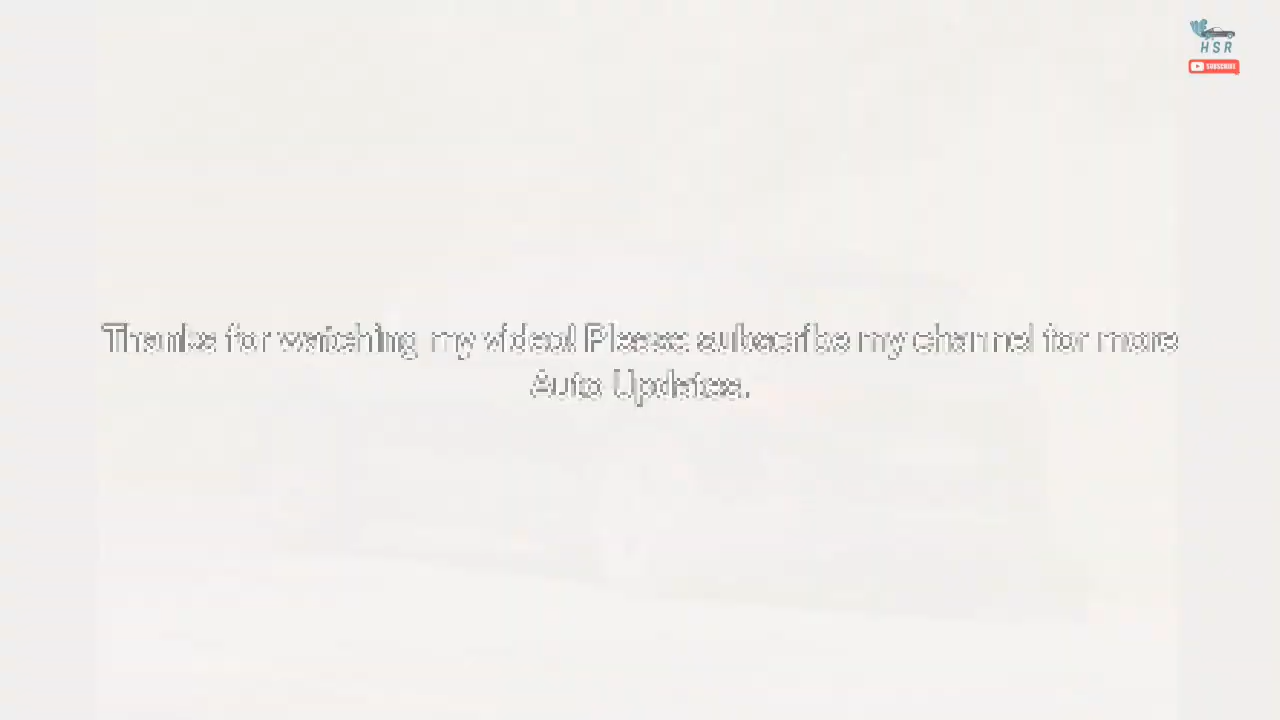 HSR
SUBSCRIBE
Thanks for watching my video! Please subscribe my channel for more
Auto Updates.